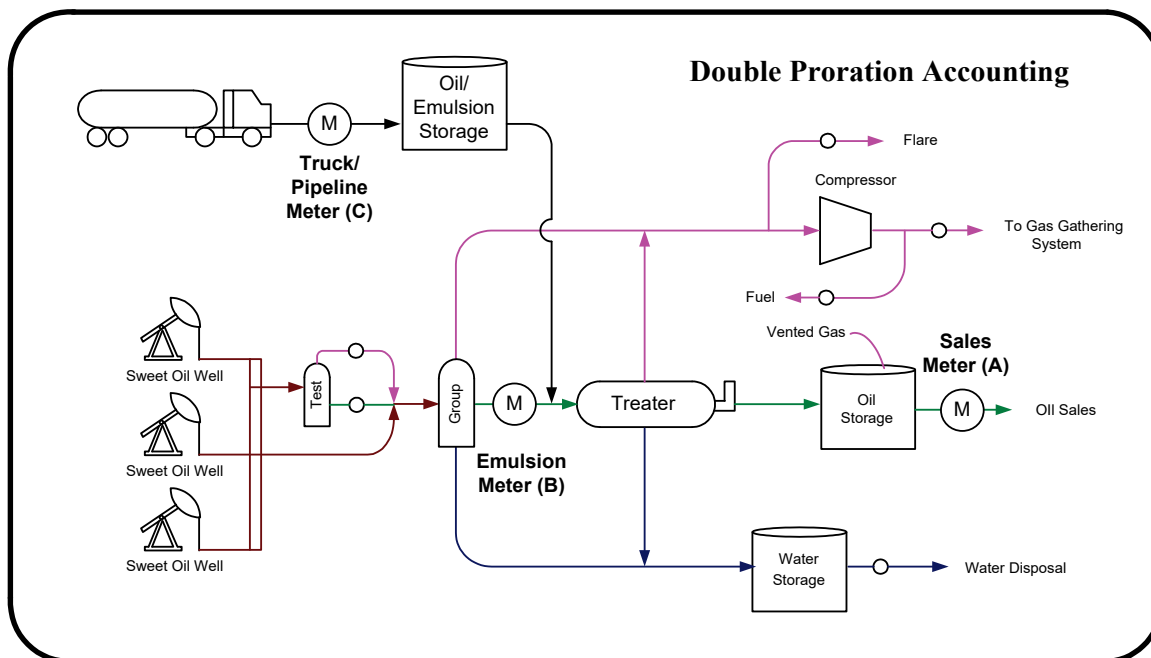 Double Proration Accounting
Oil/
Emulsion
Storage
M
Truck/
Pipeline
Meter (C)
Flare
Compressor
To Gas Gathering
System
Fuel
Vented Gas
Sales
Meter (A)
Sweet Oil Well
Test
Group
M
Treater
Oil
Storage
M
OIl Sales
Sweet Oil Well
Emulsion
Meter (B)
Sweet Oil Well
Water
Storage
Water Disposal